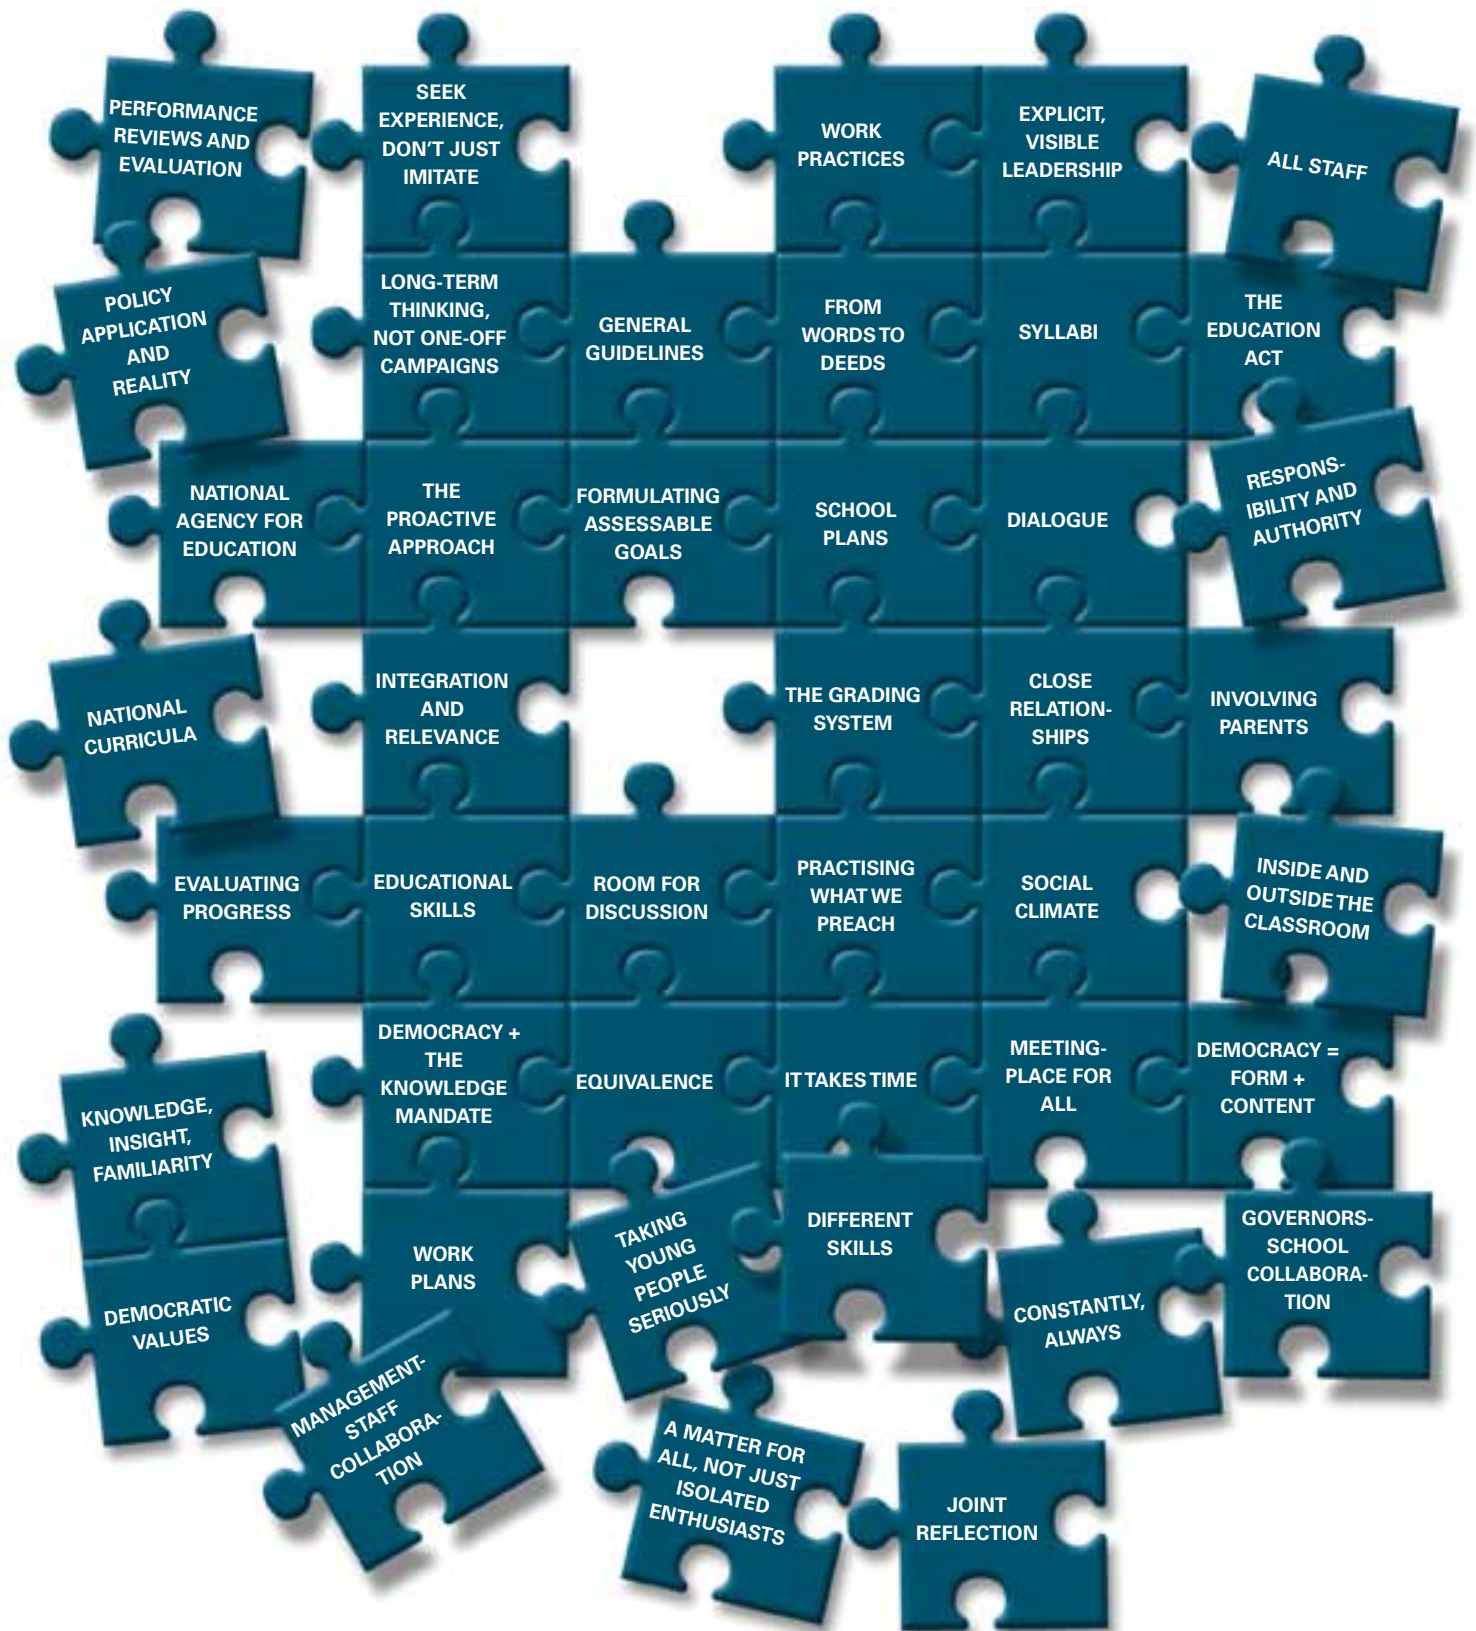 PERFORMANCE
REVIEWS AND
EVALUATION
SEEK
EXPERIENCE,
DON'T JUST
IMITATE
WORK
PRACTICES
EXPLICIT,
VISIBLE
LEADERSHIP
ALL STAFF
POLICY
APPLICATION
AND
REALITY
LONG-TERM
THINKING,
NOT ONE-OFF
CAMPAIGNS
GENERAL
GUIDELINES
FROM
WORDS TO
DEEDS
SYLLABI
THE
EDUCATION
ACT
NATIONAL
AGENCY FOR
EDUCATION
THE
PROACTIVE
APPROACH
FORMULATING
ASSESSABLE
GOALS
SCHOOL
PLANS
DIALOGUE
RESPONS-
IBILITY AND
AUTHORITY
NATIONAL
CURRICULA
INTEGRATION
AND
RELEVANCE
THE GRADING
SYSTEM
CLOSE
RELATION-
SHIPS
INVOLVING
PARENTS
EVALUATING
PROGRESS
EDUCATIONAL
SKILLS
ROOM FOR
DISCUSSION
PRACTISING
WHAT WE
PREACH
SOCIAL
CLIMATE
INSIDE AND
OUTSIDE THE
CLASSROOM
KNOWLEDGE,
INSIGHT,
FAMILIARITY
DEMOCRACY +
THE
KNOWLEDGE
MANDATE
EQUIVALENCE
IT TAKES TIME
MEETING-
PLACE FOR
ALL
DEMOCRACY =
FORM +
CONTENT
DEMOCRATIC
VALUES
WORK
PLANS
TAKING
YOUNG
PEOPLE
SERIOUSLY
DIFFERENT
SKILLS
CONSTANTLY,
ALWAYS
GOVERNORS-
SCHOOL
COLLABORA-
TION
MANAGEMENT-
STAFF
COLLABORA-
TION
A MATTER FOR
ALL, NOT JUST
ISOLATED
ENTHUSIASTS
JOINT
REFLECTION